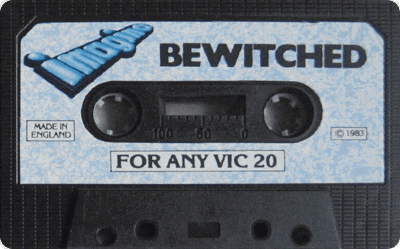 imagine
BEWITCHED
MADE IN
ENGLAND
100 50 0
© 1983
FOR ANY VIC 20